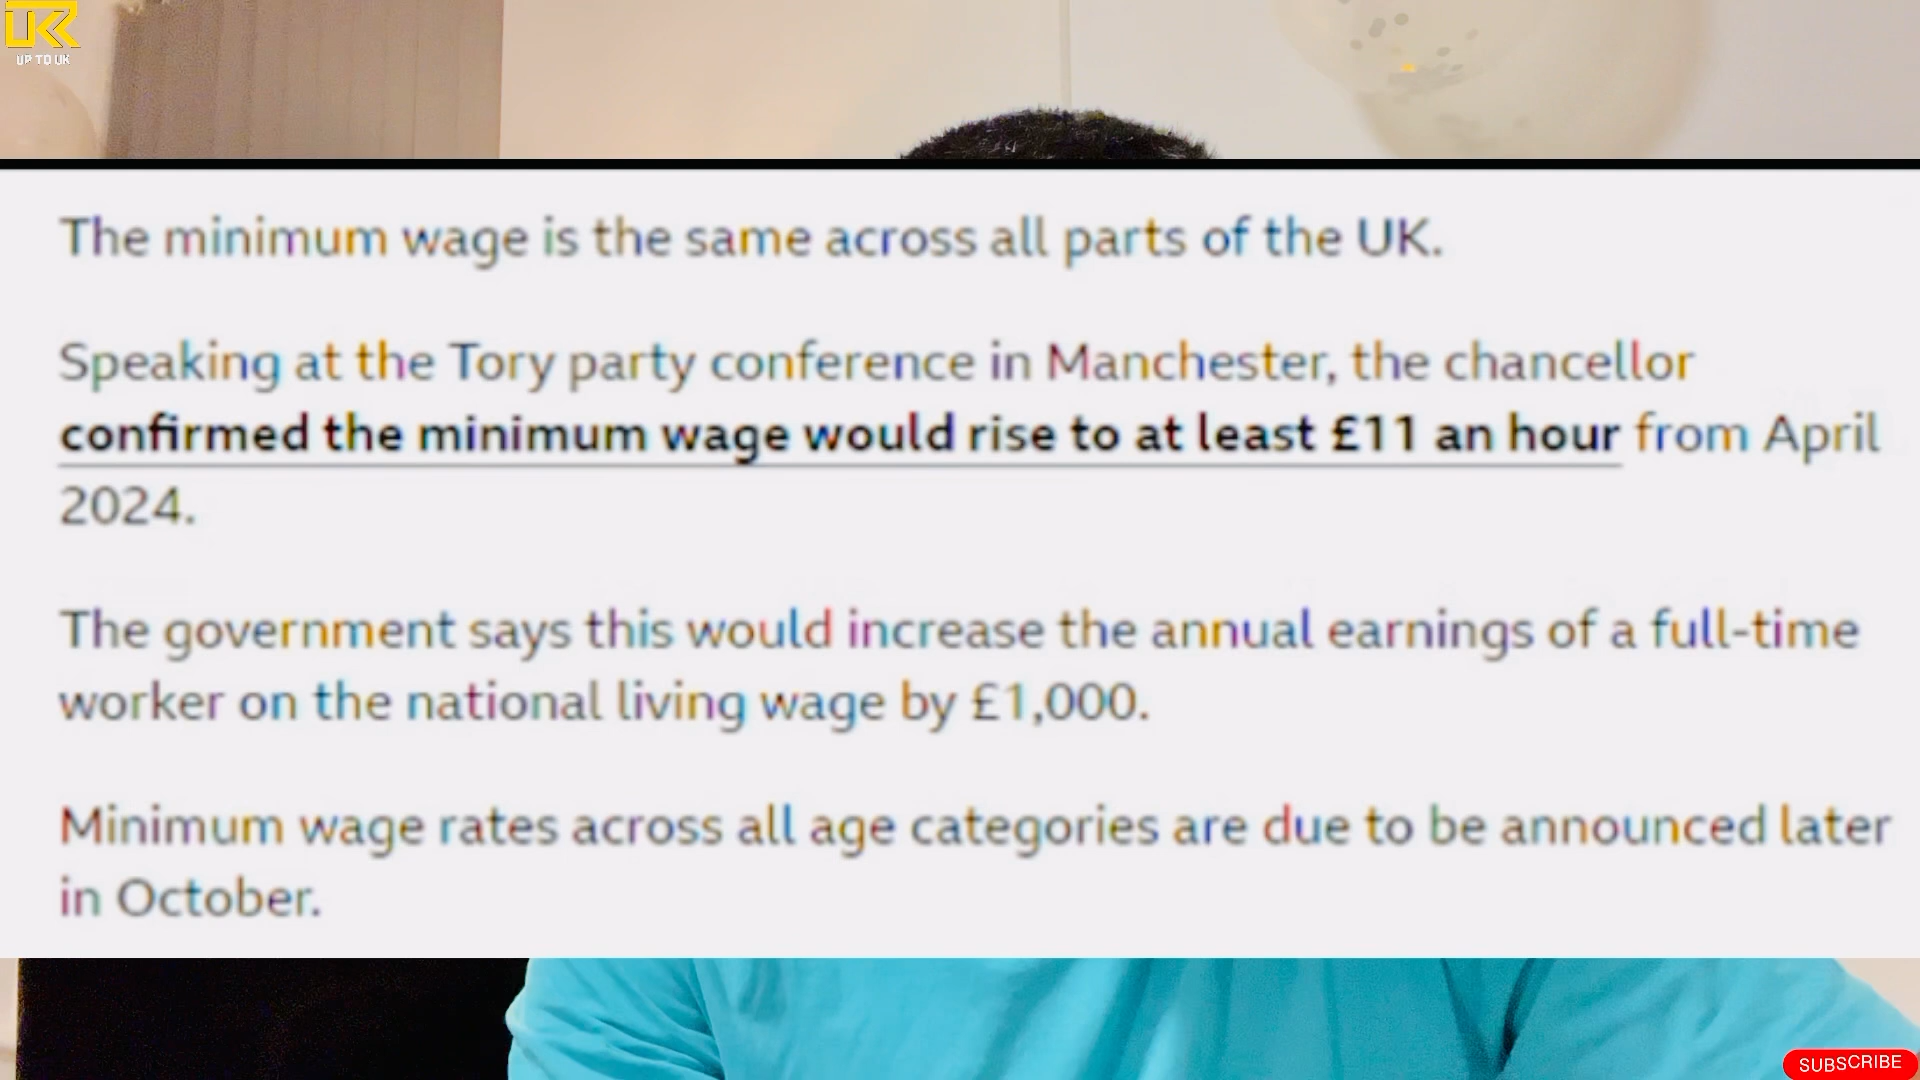 UK
UP TO UK
The minimum wage is the same across all parts of the UK.
Speaking at the Tory party conference in Manchester, the chancellor
confirmed the minimum wage would rise to at least £11 an hour from April
2024.
The government says this would increase the annual earnings of a full-time
worker on the national living wage by £1,000.
Minimum wage rates across all age categories are due to be announced later
in October.
SUBSCRIBE